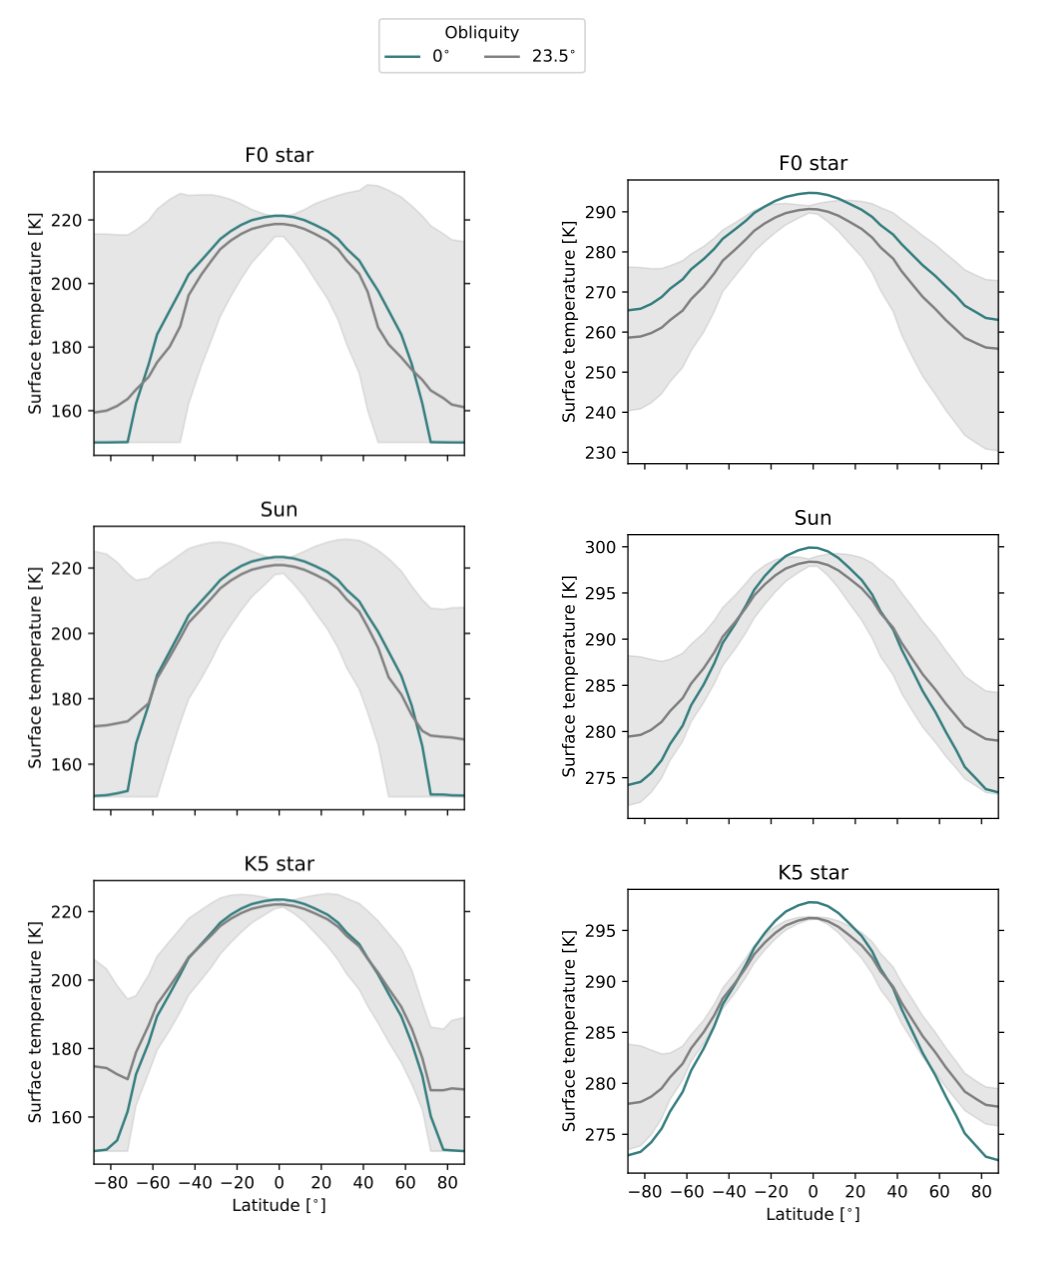 Obliquity
0° 23.5°
F0 star
Surface temperature [K]
220
200
180
160
F0 star
Surface temperature [K]
290
280
270
260
250
240
230
Sun
Surface temperature [K]
220
200
180
160
Sun
Surface temperature [K]
300
295
290
285
280
275
K5 star
Surface temperature [K]
220
200
180
160
−80 −60 −40 −20 0 20 40 60 80
Latitude [°]
K5 star
Surface temperature [K]
295
290
285
280
275
−80 −60 −40 −20 0 20 40 60 80
Latitude [°]